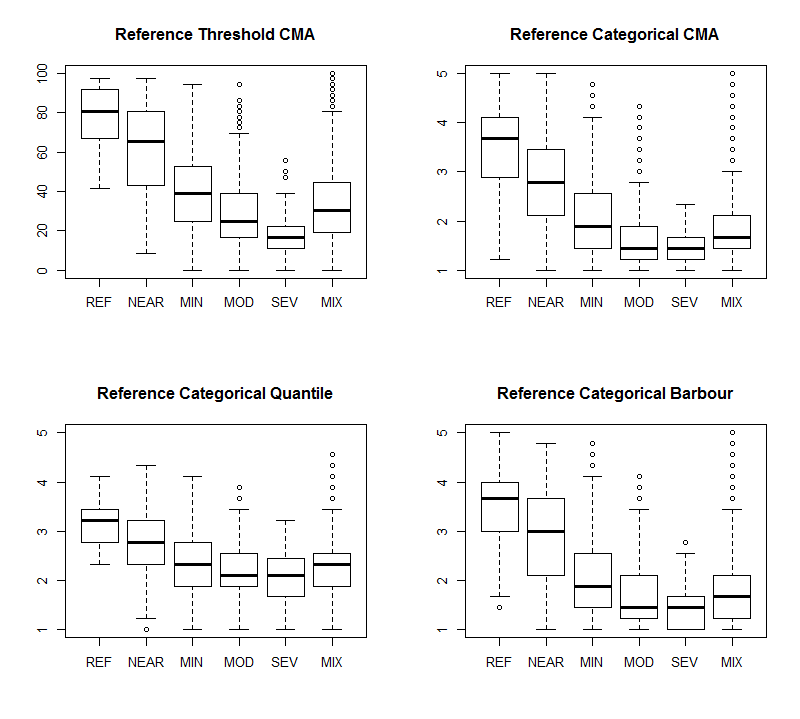 Reference Threshold CMA
100
80
60
40
20
0
REF NEAR MIN MOD SEV MIX
Reference Categorical CMA
5
4
3
2
1
REF NEAR MIN MOD SEV MIX
Reference Categorical Quantile
5
4
3
2
1
REF NEAR MIN MOD SEV MIX
Reference Categorical Barbour
5
4
3
2
1
REF NEAR MIN MOD SEV MIX